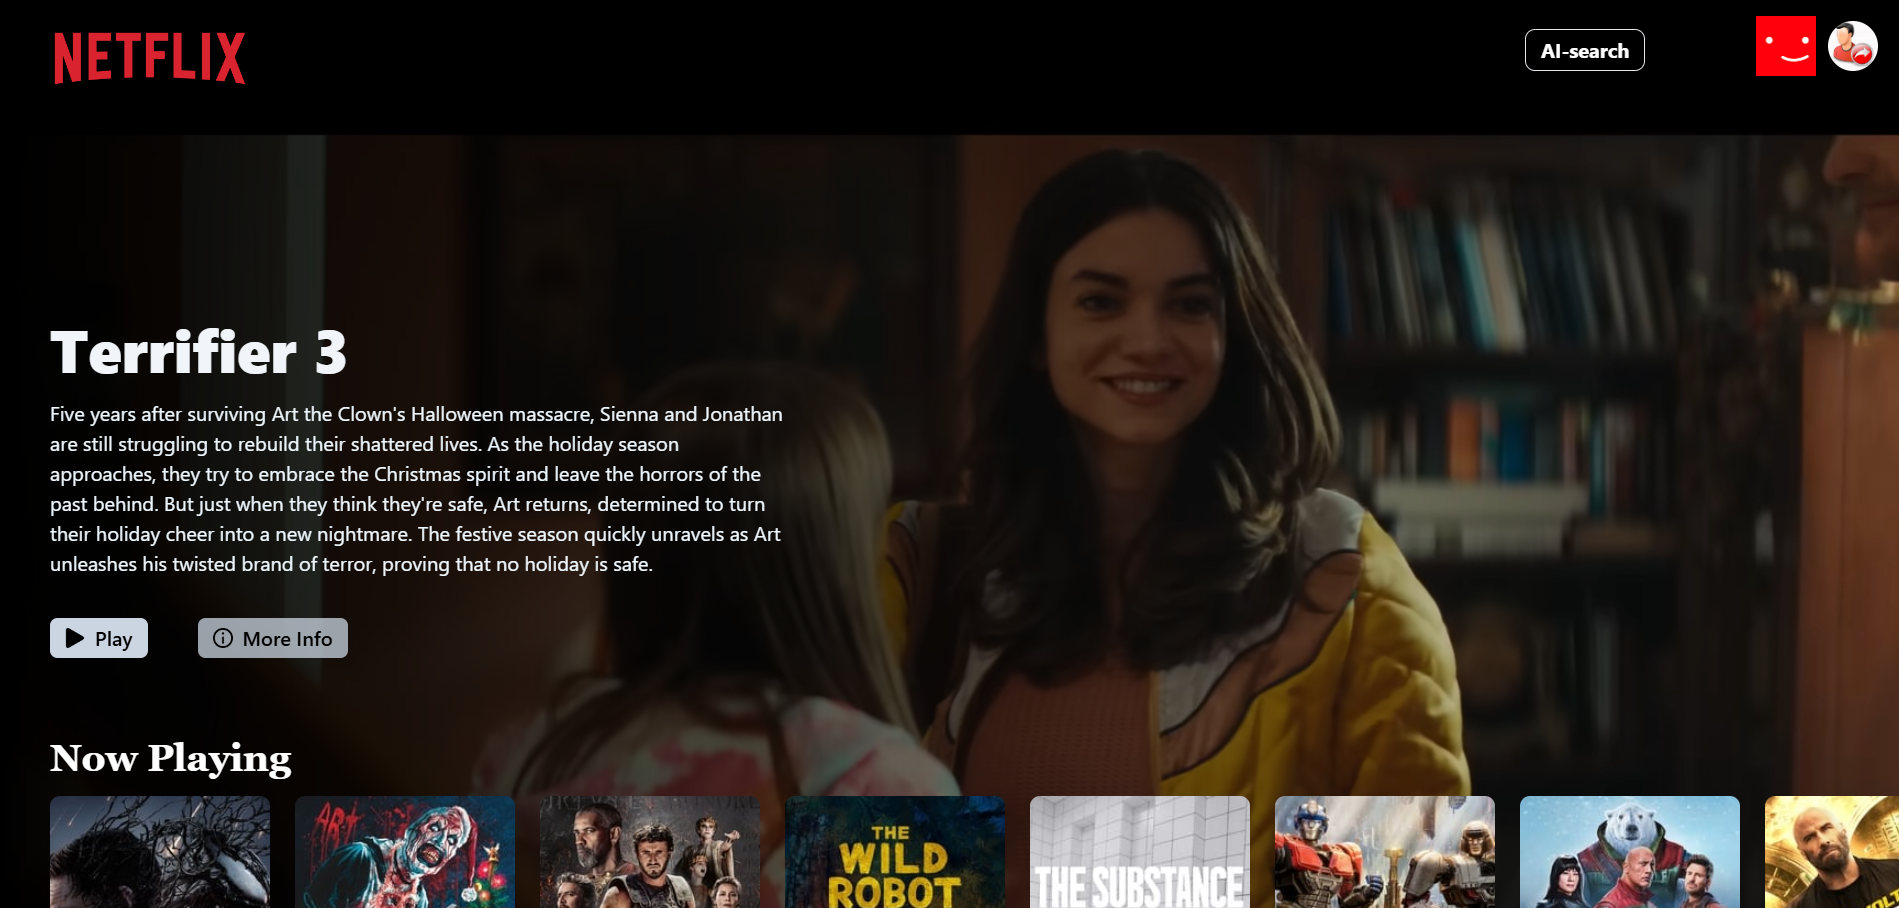 NETFLIX
AI-search
Terrifier 3
Five years after surviving Art the Clown's Halloween massacre, Sienna and Jonathan
are still struggling to rebuild their shattered lives. As the holiday season
approaches, they try to embrace the Christmas spirit and leave the horrors of the
past behind. But just when they think they're safe, Art returns, determined to turn
their holiday cheer into a new nightmare. The festive season quickly unravels as Art
unleashes his twisted brand of terror, proving that no holiday is safe.
Play
More Info
Now Playing
ART
THE
WILD
ROBOT
THE SUBSTANCE